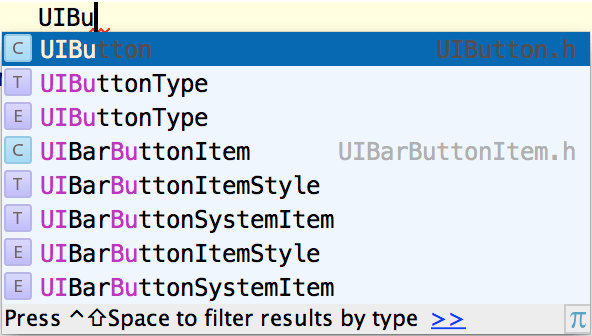 UIBu
C UIButton UIButton.h
T UIButtonType
E UIButtonType
C UIBarButtonItem UIBarButtonItem.h
T UIBarButtonItemStyle
T UIBarButtonSystemItem
E UIBarButtonItemStyle
E UIBarButtonSystemItem
Press ^⇧Space to filter results by type >> π